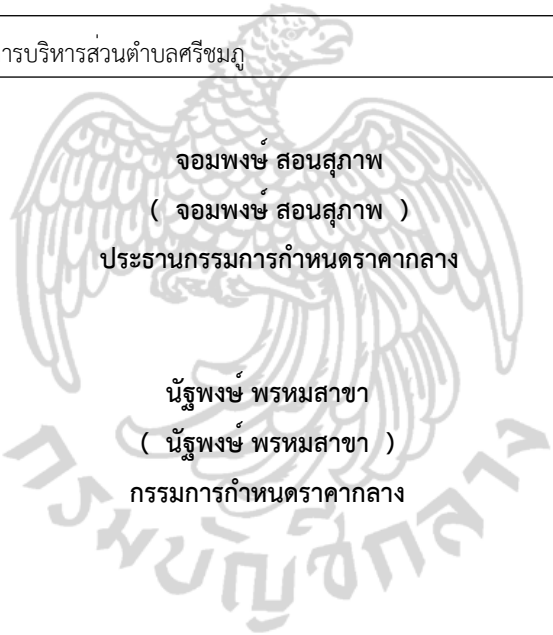 ารบริหารส่วนตำบลศรีชมภู
จอมพงษ์ สอนสุภาพ
( จอมพงษ์ สอนสุภาพ )
ประธานกรรมการกำหนดราคากลาง
นัฐพงษ์ พรหมสาขา
( นัฐพงษ์ พรหมสาขา )
กรรมการกำหนดราคากลาง
กรมบัญชีกลาง